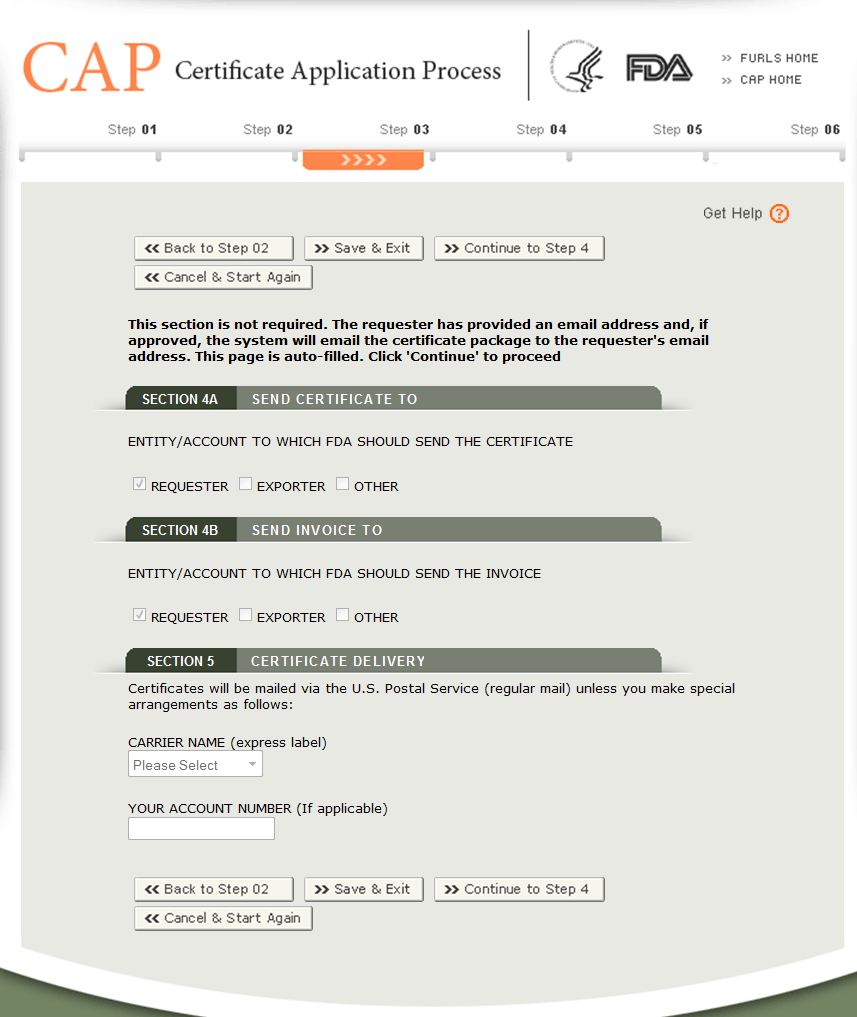 CAP Certificate Application Process
FDA
>> FURLS HOME
>> CAP HOME
Step 01 Step 02 Step 03 Step 04 Step 05 Step 06
Get Help ?
<< Back to Step 02 >> Save & Exit >> Continue to Step 4
<< Cancel & Start Again
This section is not required. The requester has provided an email address and, if
approved, the system will email the certificate package to the requester's email
address. This page is auto-filled. Click 'Continue' to proceed
SECTION 4A SEND CERTIFICATE TO
ENTITY/ACCOUNT TO WHICH FDA SHOULD SEND THE CERTIFICATE
REQUESTER EXPORTER OTHER
SECTION 4B SEND INVOICE TO
ENTITY/ACCOUNT TO WHICH FDA SHOULD SEND THE INVOICE
REQUESTER EXPORTER OTHER
SECTION 5 CERTIFICATE DELIVERY
Certificates will be mailed via the U.S. Postal Service (regular mail) unless you make special
arrangements as follows:
CARRIER NAME (express label)
Please Select
YOUR ACCOUNT NUMBER (If applicable)
<< Back to Step 02 >> Save & Exit >> Continue to Step 4
<< Cancel & Start Again